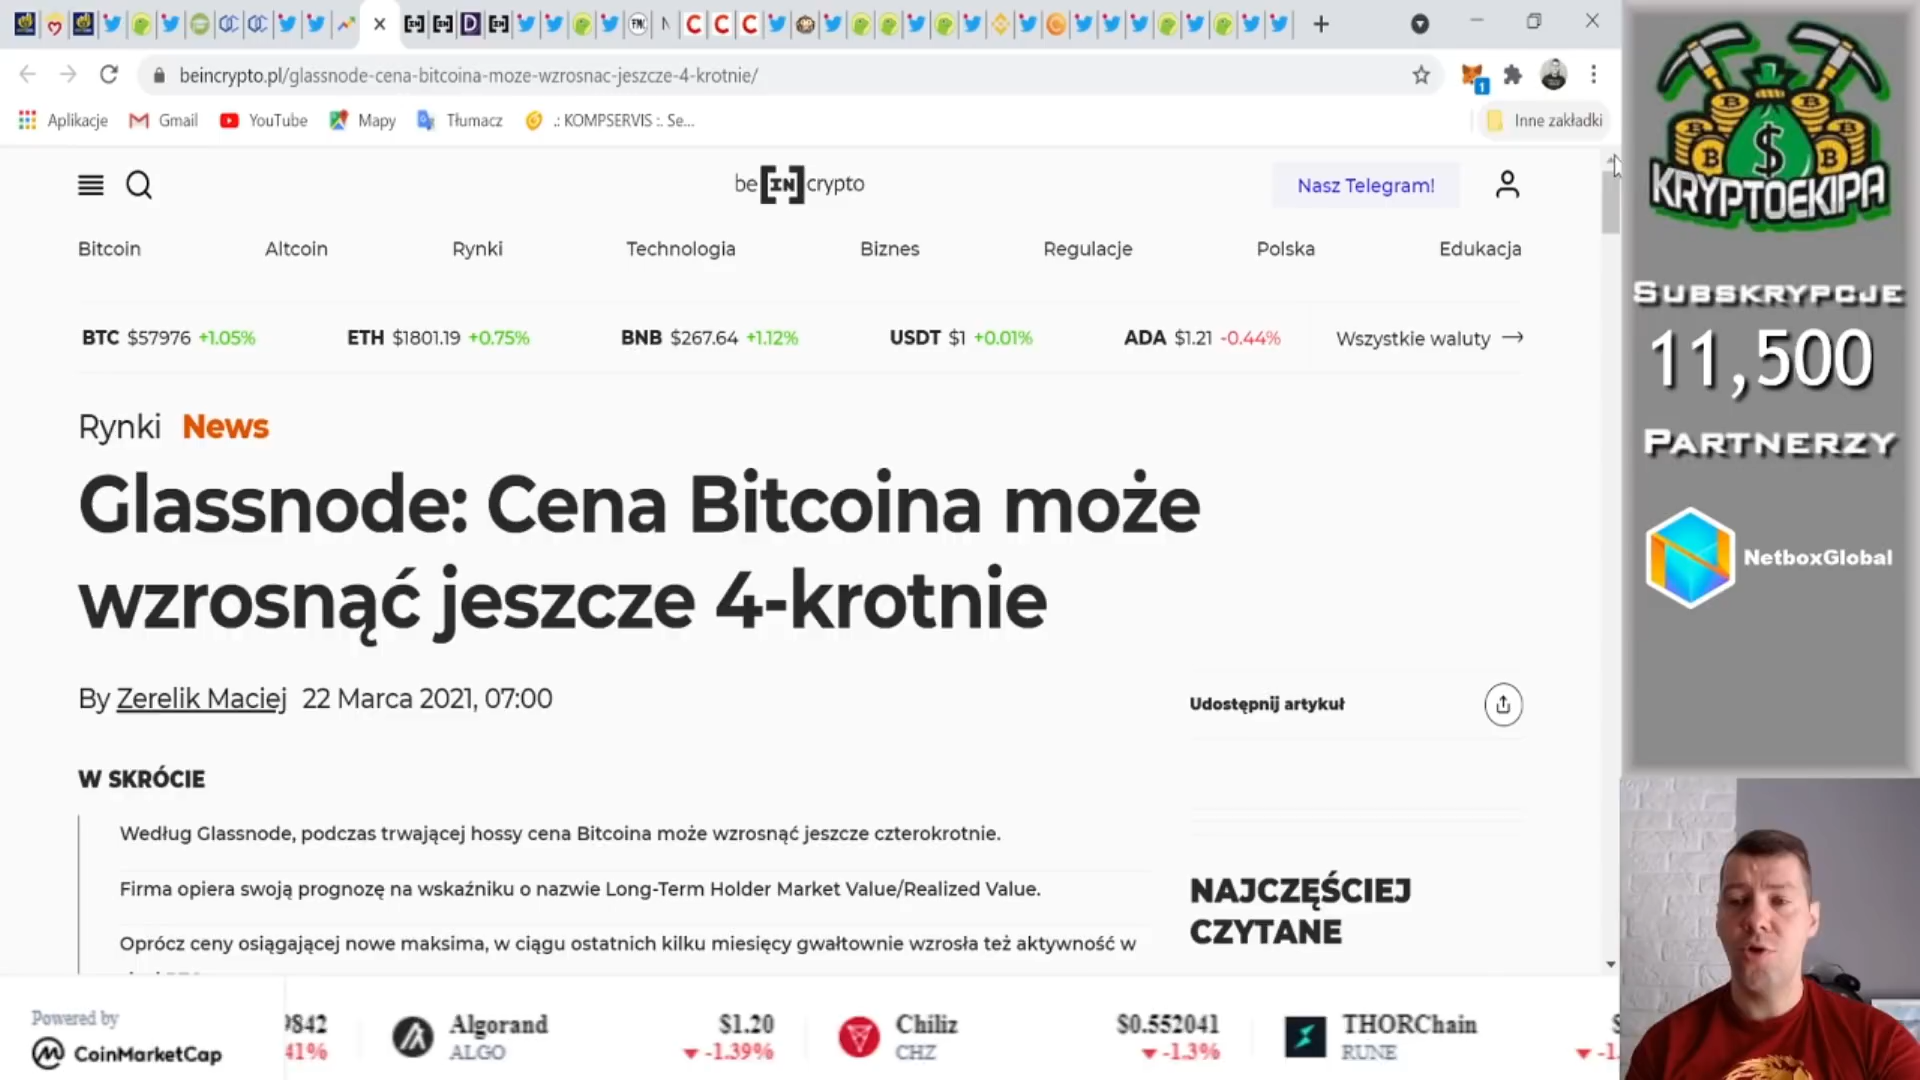 beincrypto.pl/glassnode-cena-bitcoina-moze-wzrosnac-jeszcze-4-krotnie/
Aplikacje Gmail YouTube Mapy Tłumacz .: KOMPSERVIS :. Se... Inne zakładki
be[IN]crypto
Nasz Telegram!
Bitcoin Altcoin Rynki Technologia Biznes Regulacje Polska Edukacja
BTC $57976 +1.05% ETH $1801.19 +0.75% BNB $267.64 +1.12% USDT $1 +0.01% ADA $1.21 -0.44% Wszystkie waluty →
Rynki News
Glassnode: Cena Bitcoina może
wzrosnąć jeszcze 4-krotnie
By Zerelik Maciej 22 Marca 2021, 07:00
Udostępnij artykuł
W SKRÓCIE
Według Glassnode, podczas trwającej hossy cena Bitcoina może wzrosnąć jeszcze czterokrotnie.
Firma opiera swoją prognozę na wskaźniku o nazwie Long-Term Holder Market Value/Realized Value.
Oprócz ceny osiągającej nowe maksima, w ciągu ostatnich kilku miesięcy gwałtownie wzrosła też aktywność w
NAJCZĘŚCIEJ
CZYTANE
Powered by
CoinMarketCap
9842
41%
Algorand $1.20
ALGO ▼ -1.39%
Chiliz $0.552041
CHZ ▼ -1.3%
THORChain $
RUNE ▼ -1.
KRYPTOEKIPA
SUBSKRYPCJE
11,500
PARTNERZY
NetboxGlobal